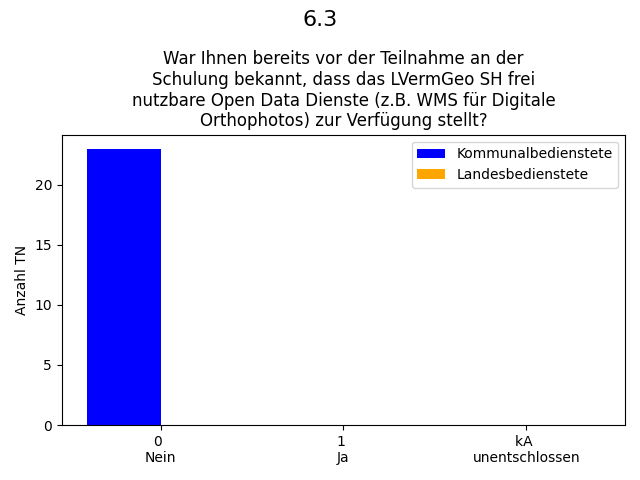 6.3
War Ihnen bereits vor der Teilnahme an der
Schulung bekannt, dass das LVermGeo SH frei
nutzbare Open Data Dienste (z.B. WMS für Digitale
Orthophotos) zur Verfügung stellt?
Kommunalbedienstete
Landesbedienstete
Anzahl TN
20
15
10
5
0
0 1 kA
Nein Ja unentschlossen